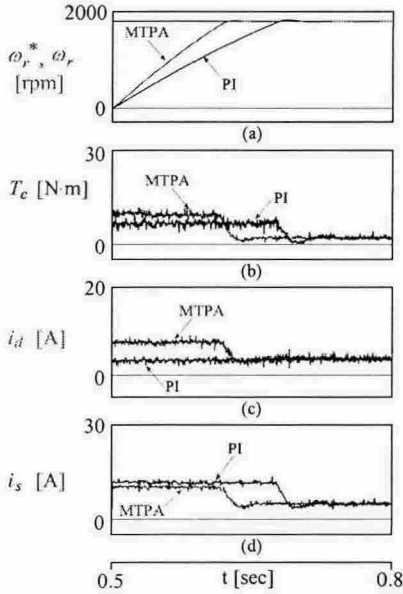 2000
MTPA
ω_r^*, ω_r
[rpm]
PI
0
(a)
30
T_e [N·m]
MTPA
PI
0
(b)
20
MTPA
i_d [A]
PI
0
(c)
30
PI
i_s [A]
MTPA
0
(d)
0.5
t [sec]
0.8